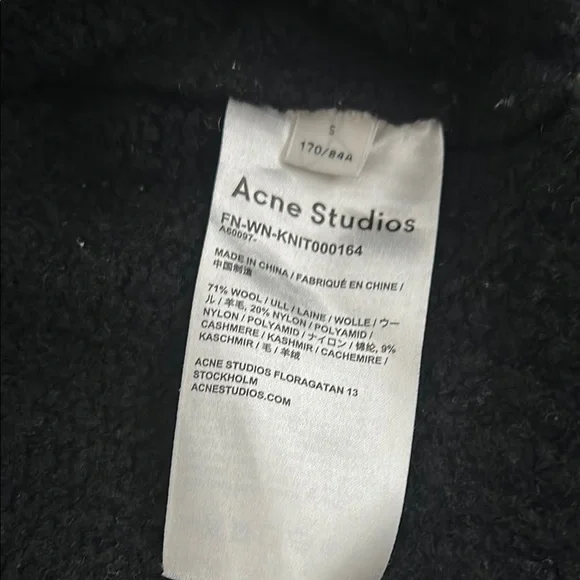 S
170/84A
Acne Studios
FN-WN-KNIT000164
A60097-
MADE IN CHINA / FABRIQUÉ EN CHINE /
中国制造
71% WOOL / ULL / LAINE / WOLLE / ウー
ル / 羊毛, 20% NYLON / POLYAMID /
NYLON / POLYAMID / ナイロン / 锦纶, 9%
CASHMERE / KASHMIR / CACHEMIRE /
KASCHMIR / 毛 / 羊绒
ACNE STUDIOS FLORAGATAN 13
STOCKHOLM
ACNESTUDIOS.COM